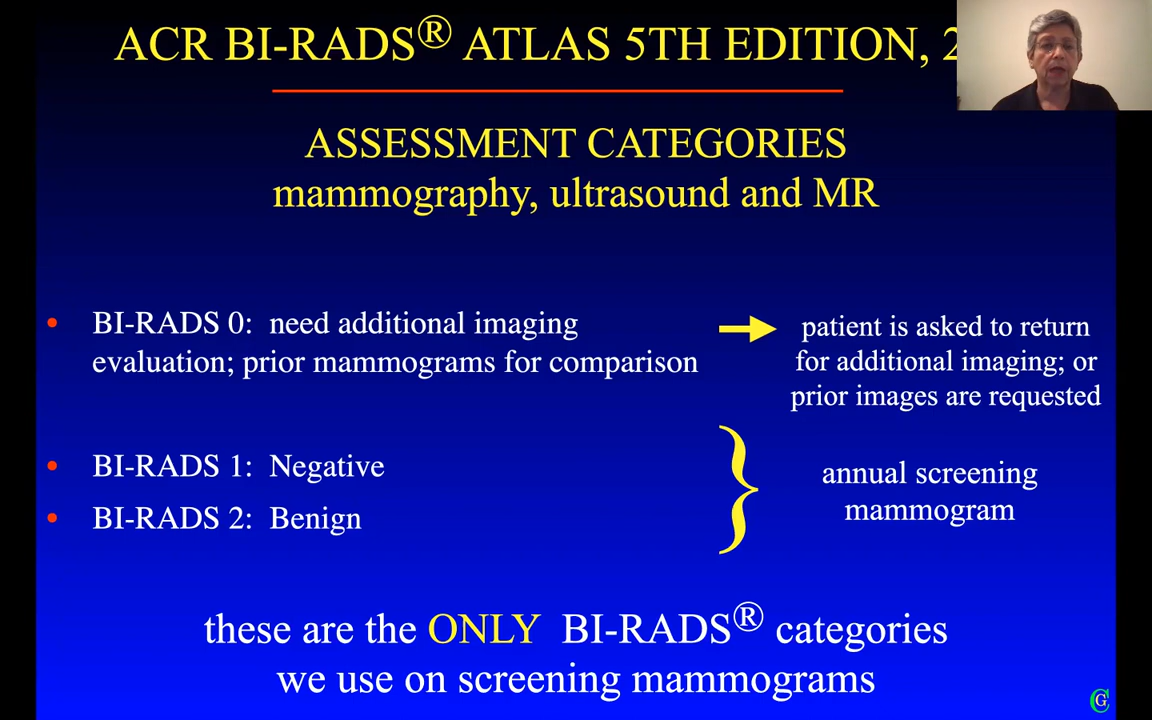 ACR BI-RADS® ATLAS 5TH EDITION, 2
ASSESSMENT CATEGORIES
mammography, ultrasound and MR
• BI-RADS 0: need additional imaging
evaluation; prior mammograms for comparison
patient is asked to return
for additional imaging; or
prior images are requested
• BI-RADS 1: Negative
• BI-RADS 2: Benign
annual screening
mammogram
these are the ONLY BI-RADS® categories
we use on screening mammograms
CG